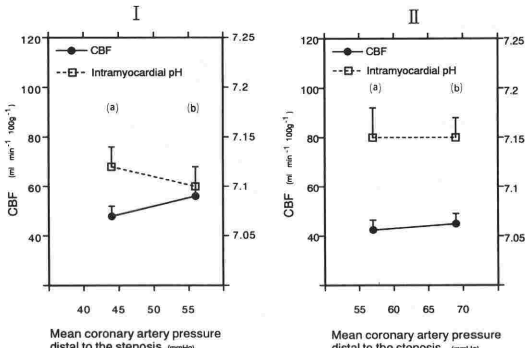 I
II
120
7.25
CBF
Intramyocardial pH
100
7.2
(a)
(b)
80
7.15
60
7.1
40
7.05
CBF (ml min⁻¹ 100g⁻¹)
40 45 50 55
Mean coronary artery pressure
distal to the stenosis (mmHg)
120
7.25
CBF
Intramyocardial pH
100
7.2
(a)
(b)
80
7.15
60
7.1
40
7.05
CBF (ml min⁻¹ 100g⁻¹)
55 60 65 70
Mean coronary artery pressure
distal to the stenosis